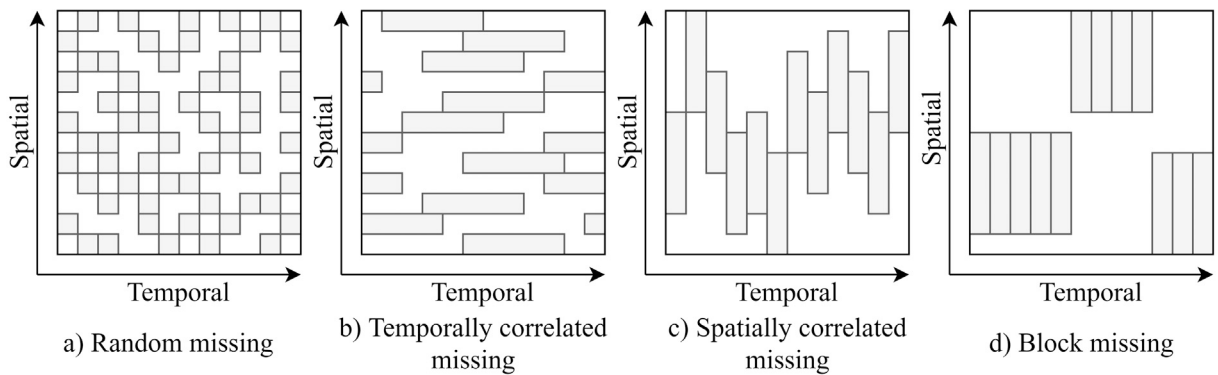 Spatial
Temporal
a) Random missing
Spatial
Temporal
b) Temporally correlated
missing
Spatial
Temporal
c) Spatially correlated
missing
Spatial
Temporal
d) Block missing